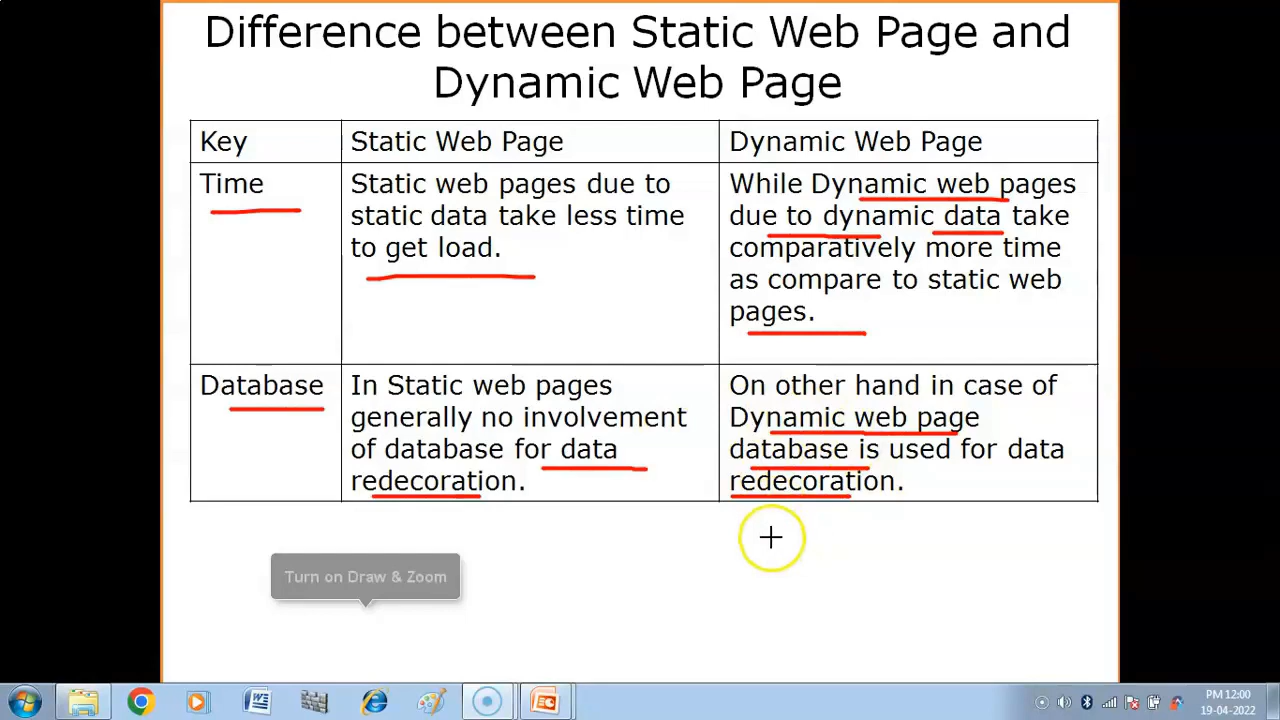 Difference between Static Web Page and
Dynamic Web Page
Key
Static Web Page
Dynamic Web Page
Time
Static web pages due to
static data take less time
to get load.
While Dynamic web pages
due to dynamic data take
comparatively more time
as compare to static web
pages.
Database
In Static web pages
generally no involvement
of database for data
redecoration.
On other hand in case of
Dynamic web page
database is used for data
redecoration.
Turn on Draw & Zoom
PM 12:00
19-04-2022